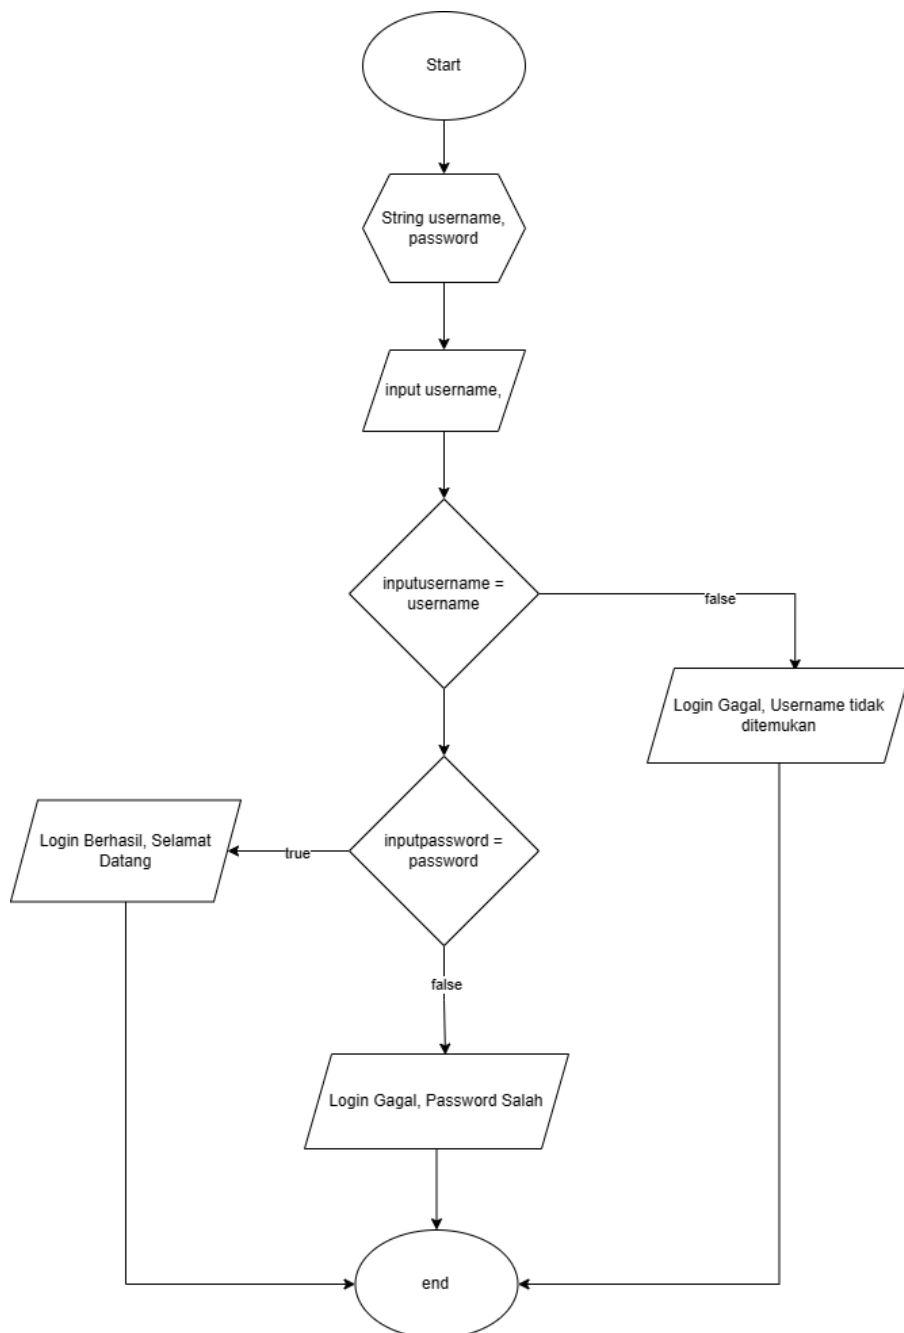 Start
String username,
password
input username,
inputusername =
username
false
Login Gagal, Username tidak
ditemukan
inputpassword =
password
true
Login Berhasil, Selamat
Datang
false
Login Gagal, Password Salah
end